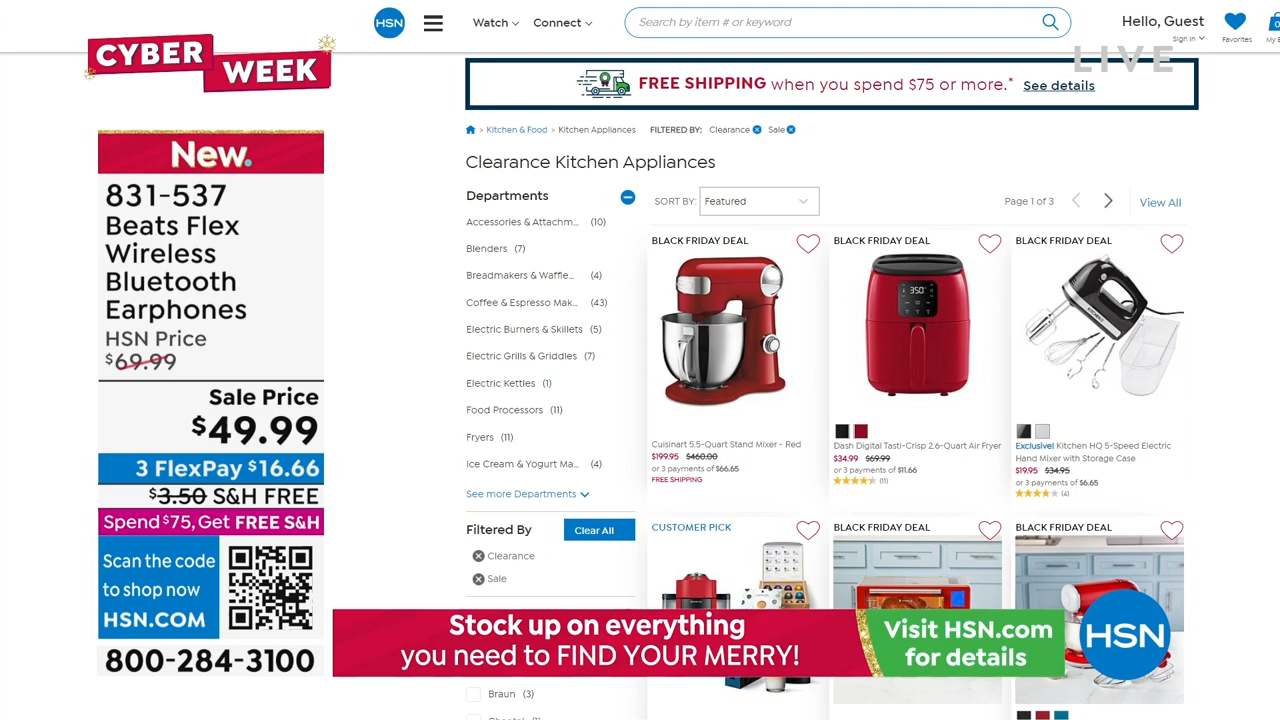 HSN
Watch
Connect
Search by item # or keyword
Hello, Guest
Sign In
Favorites
0
LIVE
CYBER
WEEK
FREE SHIPPING when you spend $75 or more.* See details
> Kitchen & Food > Kitchen Appliances FILTERED BY: Clearance Sale
Clearance Kitchen Appliances
New.
831-537
Beats Flex
Wireless
Bluetooth
Earphones
HSN Price
$69.99
Sale Price
$49.99
3 FlexPay $16.66
$3.50 S&H FREE
Spend $75, Get FREE S&H
Scan the code
to shop now
HSN.COM
800-284-3100
Departments
Accessories & Attachm... (10)
Blenders (7)
Breadmakers & Waffle... (4)
Coffee & Espresso Mak... (43)
Electric Burners & Skillets (5)
Electric Grills & Griddles (7)
Electric Kettles (1)
Food Processors (11)
Fryers (11)
Ice Cream & Yogurt Ma... (4)
See more Departments
Filtered By
Clear All
Clearance
Sale
Braun (3)
SORT BY: Featured
Page 1 of 3
View All
BLACK FRIDAY DEAL
Cuisinart 5.5-Quart Stand Mixer - Red
$199.95 $460.00
or 3 payments of $66.65
FREE SHIPPING
BLACK FRIDAY DEAL
350°
Dash Digital Tasti-Crisp 2.6-Quart Air Fryer
$34.99 $69.99
or 3 payments of $11.66
(11)
BLACK FRIDAY DEAL
Exclusive! Kitchen HQ 5-Speed Electric
Hand Mixer with Storage Case
$19.95 $34.95
or 3 payments of $6.65
(4)
CUSTOMER PICK
BLACK FRIDAY DEAL
BLACK FRIDAY DEAL
Stock up on everything
you need to FIND YOUR MERRY!
Visit HSN.com
for details
HSN